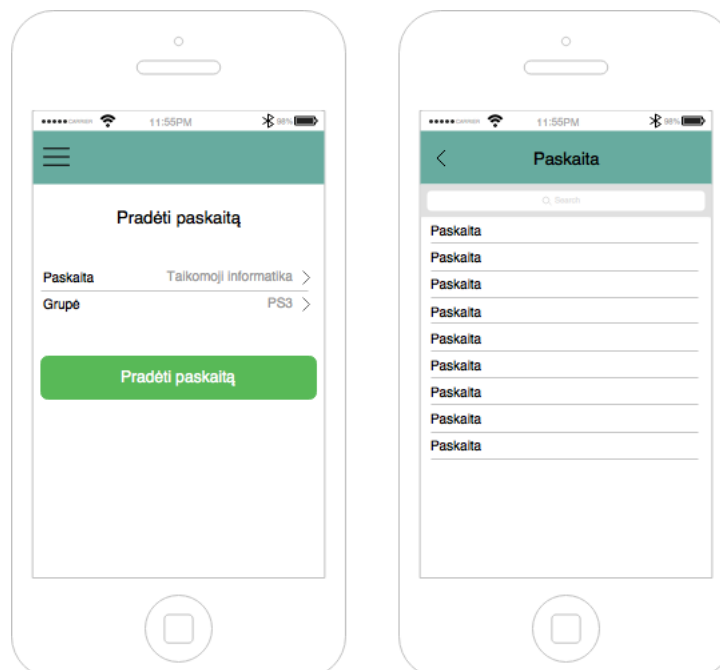 CARRIER 11:55PM 98%
Pradėti paskaitą
Paskaita Taikomoji informatika
Grupė PS3
Pradėti paskaitą
CARRIER 11:55PM 98%
Paskaita
Search
Paskaita
Paskaita
Paskaita
Paskaita
Paskaita
Paskaita
Paskaita
Paskaita
Paskaita